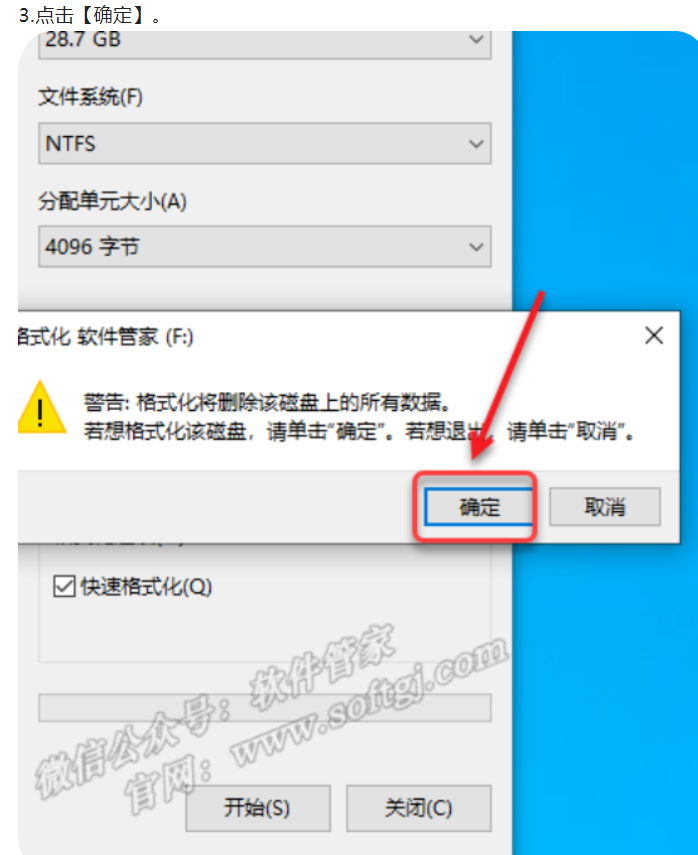 3.点击【确定】。
28.7 GB
文件系统(F)
NTFS
分配单元大小(A)
4096 字节
格式化 软件管家 (F:)
警告: 格式化将删除该磁盘上的所有数据。
若想格式化该磁盘，请单击“确定”。若想退出，请单击“取消”。
确定
取消
快速格式化(Q)
微信公众号：软件管家
官网：www.softgj.com
开始(S)
关闭(C)